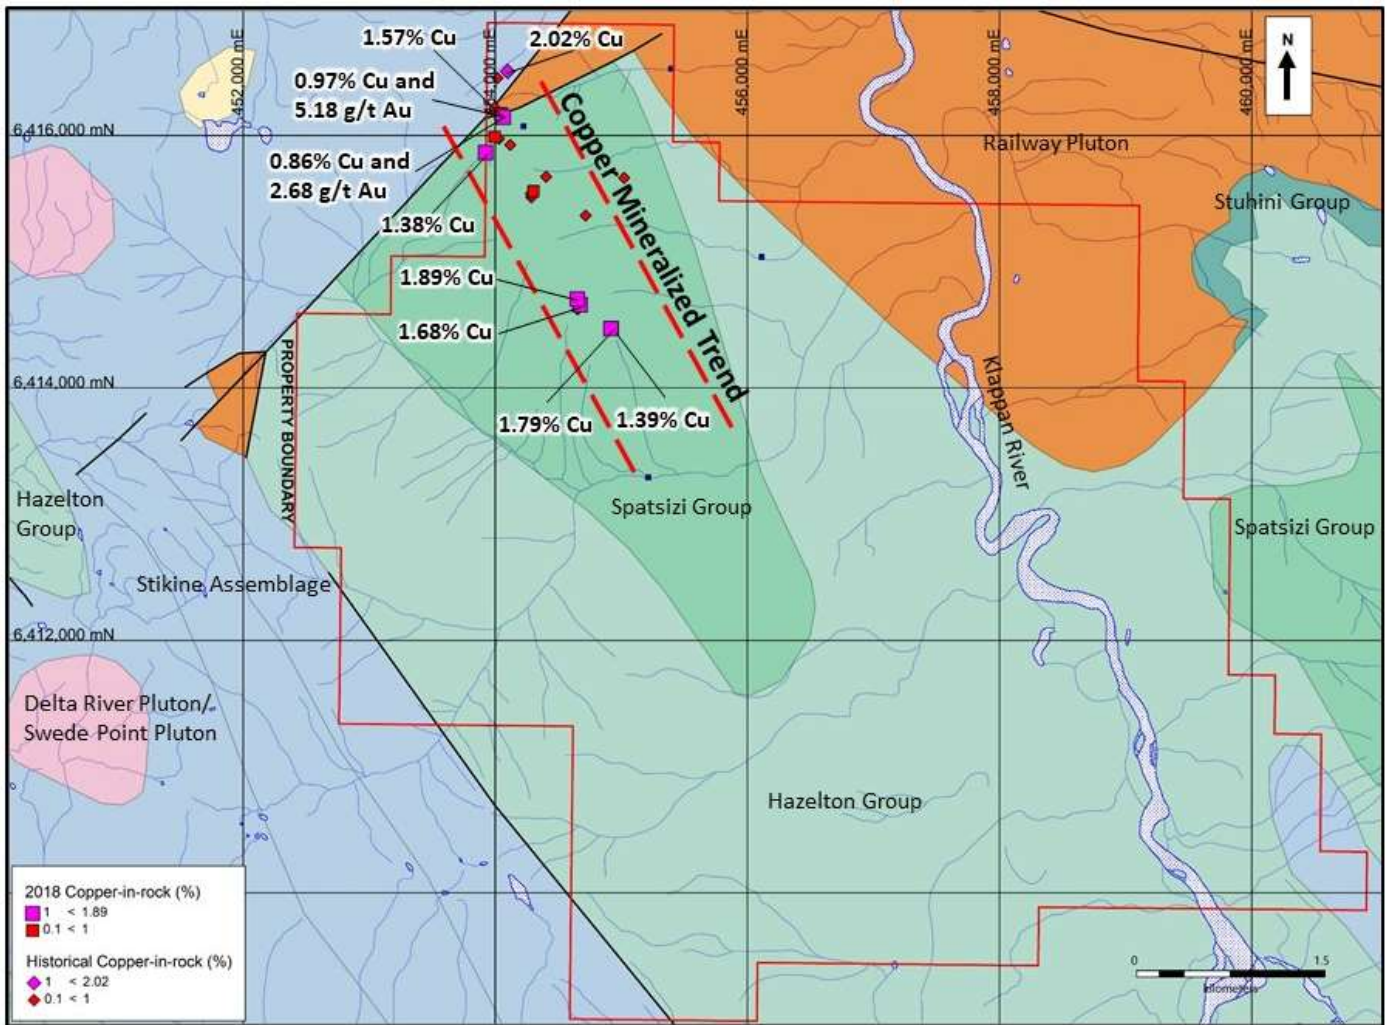 1.57% Cu
2.02% Cu
0.97% Cu and
5.18 g/t Au
0.86% Cu and
2.68 g/t Au
1.38% Cu
1.89% Cu
1.68% Cu
1.79% Cu
1.39% Cu
Copper Mineralized Trend
452,000 mE
454,000 mE
456,000 mE
458,000 mE
460,000 mE
N
6,416,000 mN
6,414,000 mN
6,412,000 mN
Railway Pluton
Stuhini Group
Klappan River
PROPERTY BOUNDARY
Hazelton
Group
Spatsizi Group
Spatsizi Group
Stikine Assemblage
Delta River Pluton/
Swede Point Pluton
Hazelton Group
2018 Copper-in-rock (%)
1 < 1.89
0.1 < 1
Historical Copper-in-rock (%)
1 < 2.02
0.1 < 1
0 1.5
kilometers